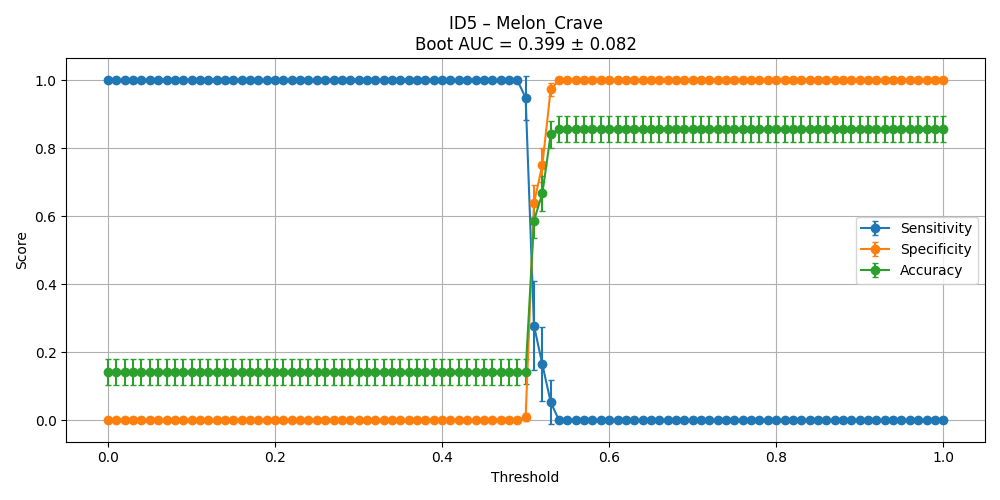 ID5 – Melon_Crave
Boot AUC = 0.399 ± 0.082
Score
1.0
0.8
0.6
0.4
0.2
0.0
Sensitivity
Specificity
Accuracy
0.0 0.2 0.4 0.6 0.8 1.0
Threshold